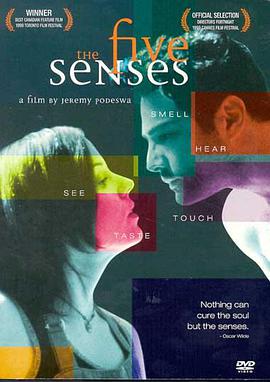 WINNER
BEST CANADIAN FEATURE FILM
1999 TORONTO FILM FESTIVAL
OFFICIAL SELECTION
DIRECTORS FORTNIGHT
1999 CANNES FILM FESTIVAL
the five
senses
a film by JEREMY PODESWA
SMELL
HEAR
SEE
TOUCH
TASTE
Nothing can
cure the soul
but the senses.
- Oscar Wilde
DVD
VIDEO